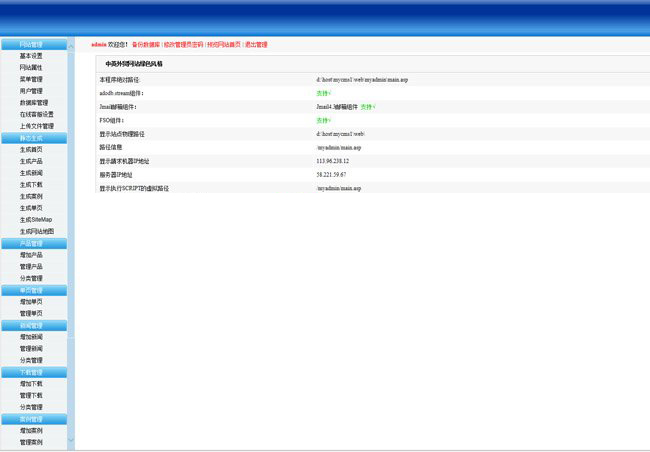 网站管理
基本设置
网站属性
菜单管理
用户管理
数据库管理
在线客服设置
上传文件管理
静态生成
生成首页
生成产品
生成新闻
生成下载
生成案例
生成单页
生成SiteMap
生成网站地图
产品管理
增加产品
管理产品
分类管理
单页管理
增加单页
管理单页
新闻管理
增加新闻
管理新闻
分类管理
下载管理
增加下载
管理下载
分类管理
案例管理
增加案例
管理案例
admin 欢迎您! 备份数据库 | 修改管理员密码 | 预览网站首页 | 退出管理
中英外贸网站绿色风格
本程序绝对路径: d:\host\mycms1\web\myadmin\main.asp
adodb.stream组件: 支持√
Jmail邮箱组件: Jmail4.3邮箱组件 支持√
FSO组件: 支持√
显示站点物理路径 d:\host\mycms1\web\
路径信息 /myadmin/main.asp
显示请求机器IP地址 113.96.238.12
服务器IP地址 58.221.59.67
显示执行SCRIPT的虚拟路径 /myadmin/main.asp